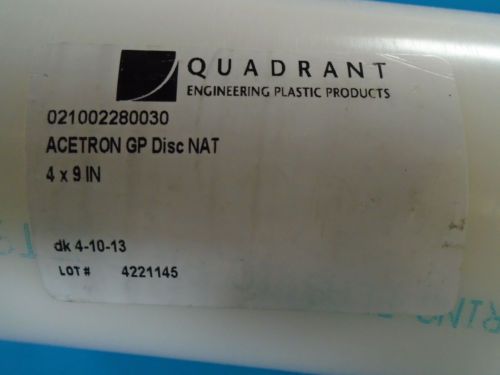 QUADRANT
ENGINEERING PLASTIC PRODUCTS
021002280030
ACETRON GP Disc NAT
4 x 9 IN
dk 4-10-13
LOT # 4221145